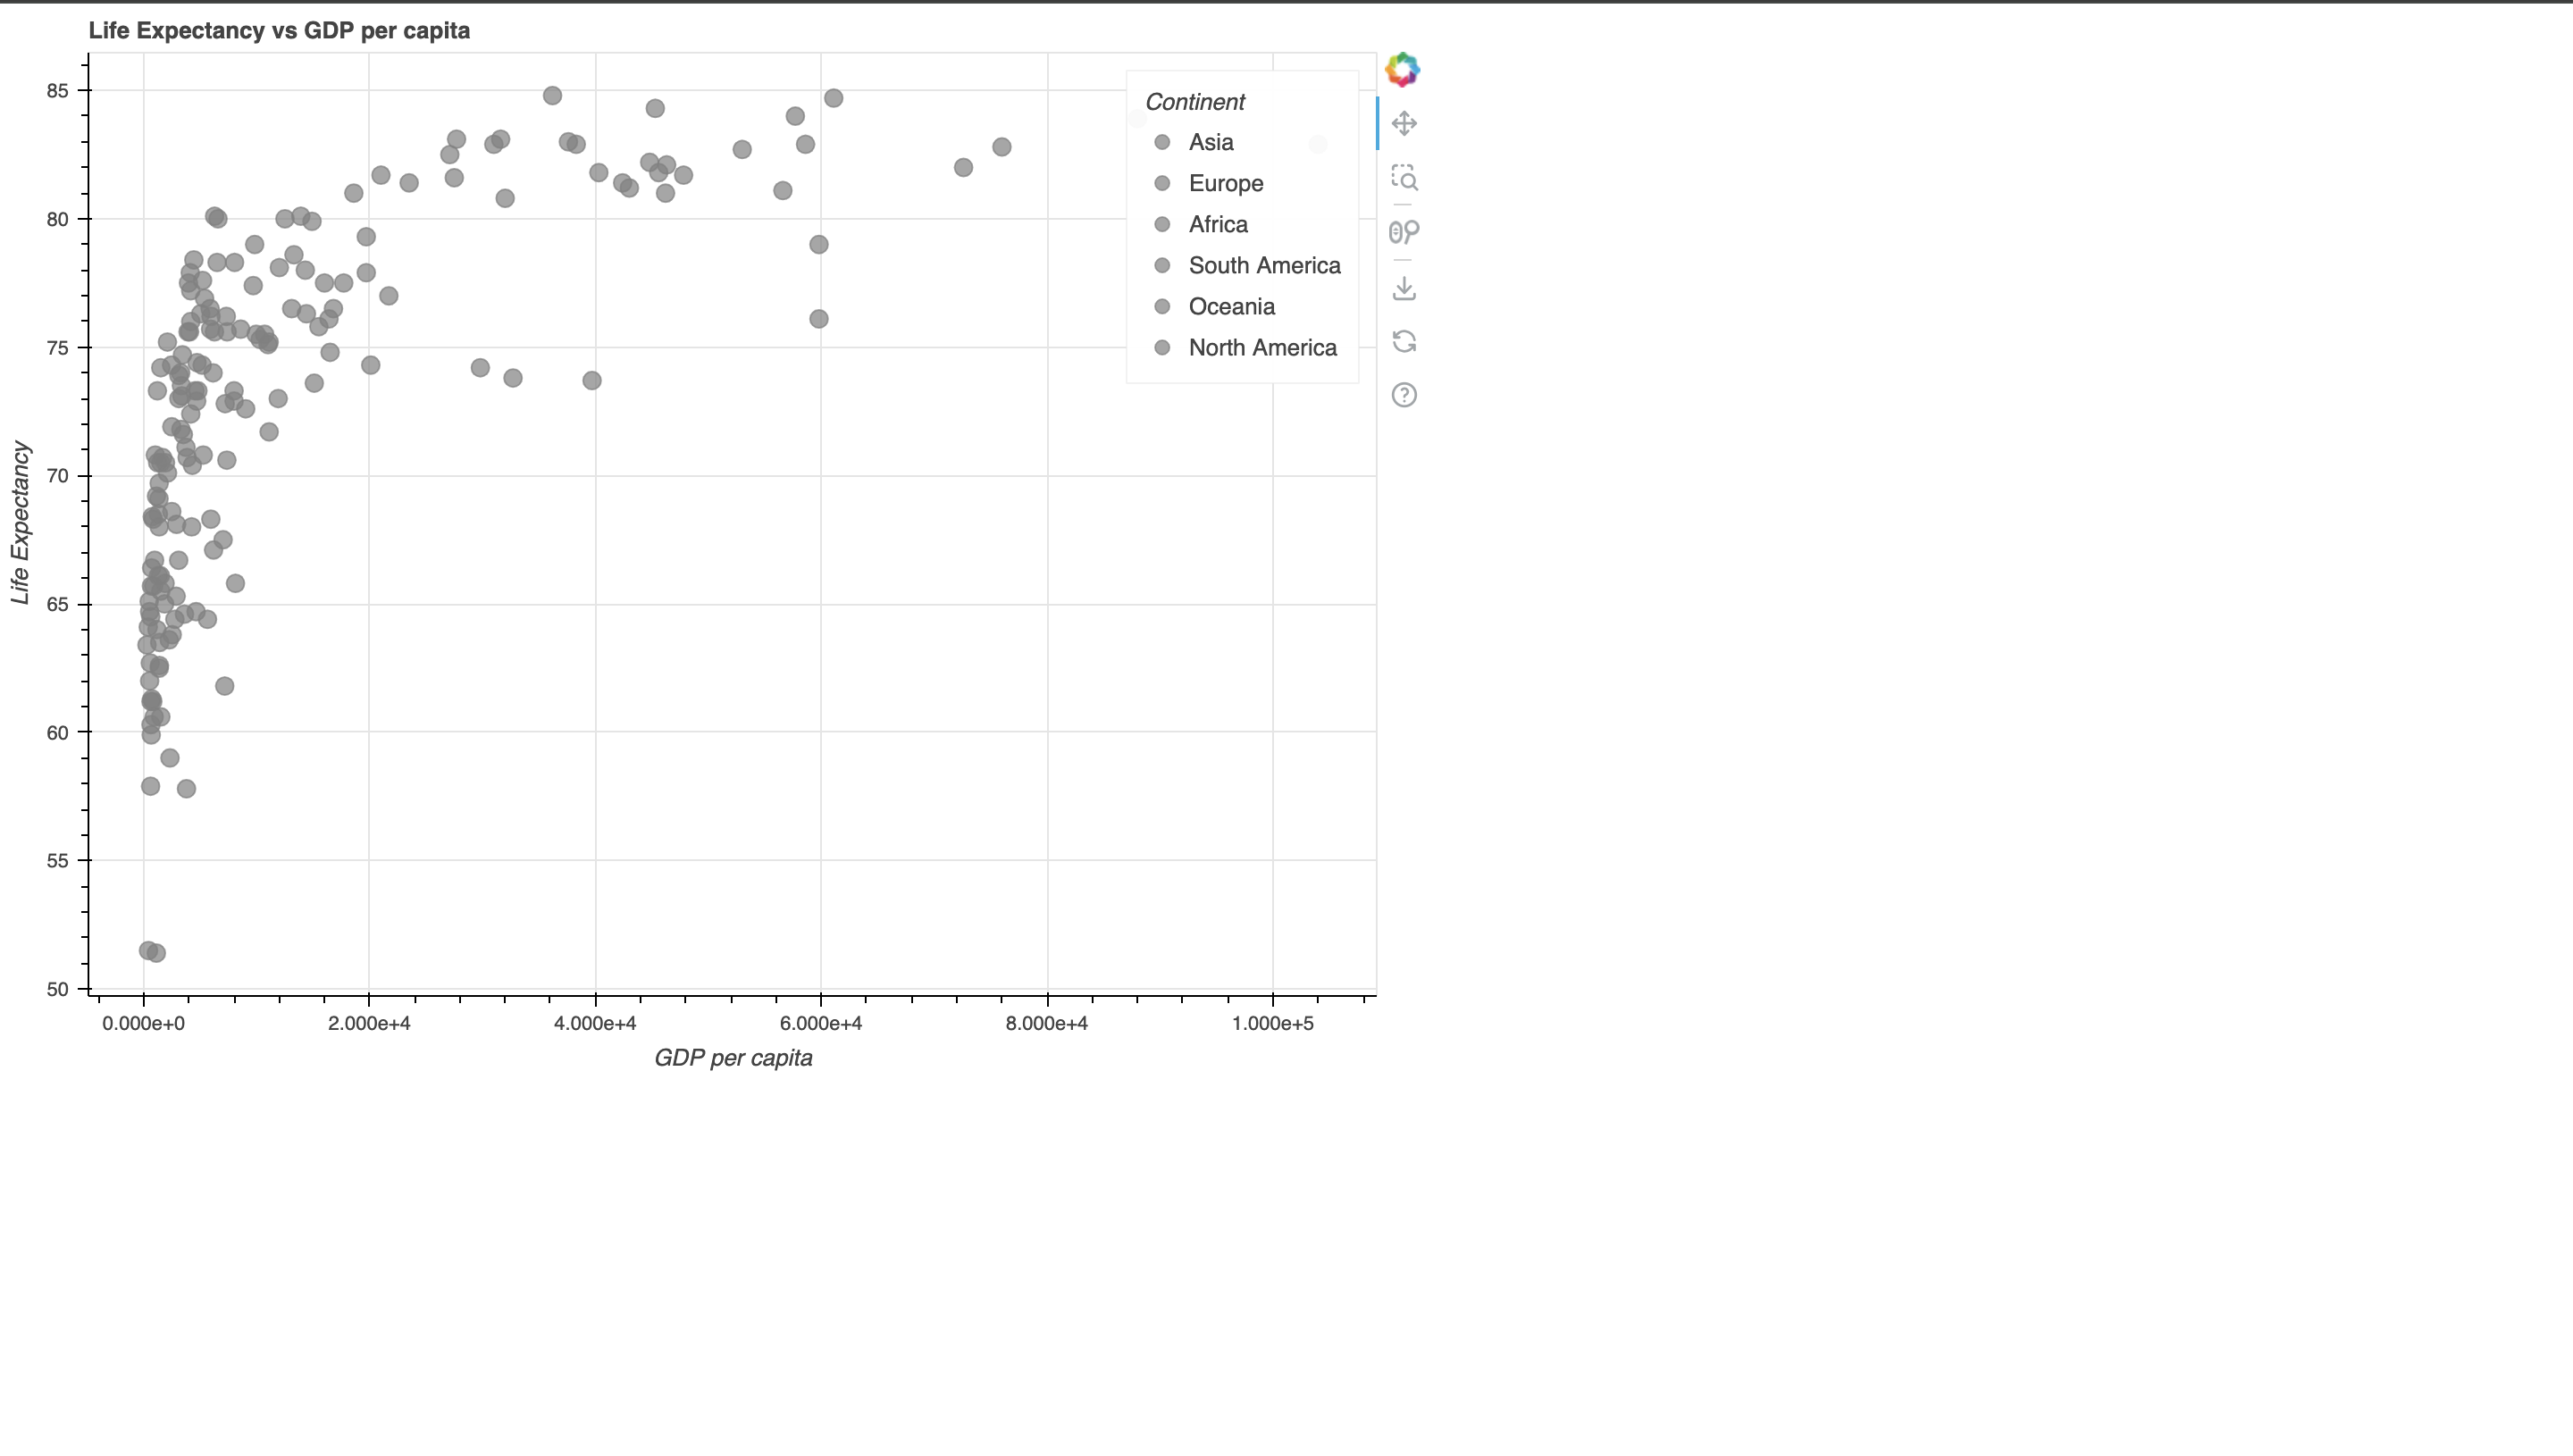 Life Expectancy vs GDP per capita
Continent
Asia
Europe
Africa
South America
Oceania
North America
85
80
75
70
65
60
55
50
Life Expectancy
0.000e+0 2.000e+4 4.000e+4 6.000e+4 8.000e+4 1.000e+5
GDP per capita